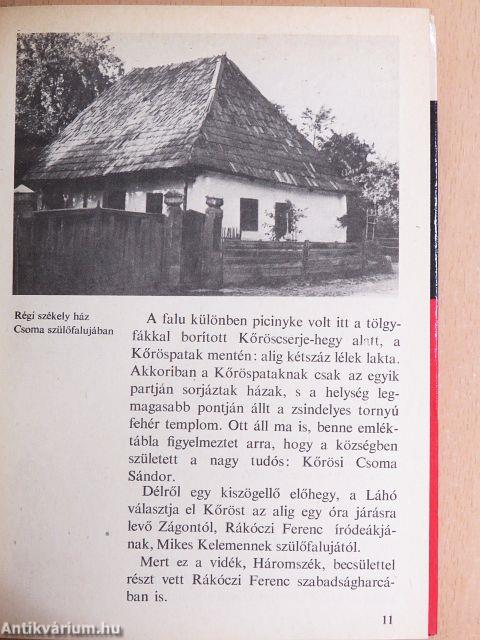 Régi székely ház
Csoma szülőfalujában
A falu különben picinyke volt itt a tölgy-
fákkal borított Kőröscserje-hegy alatt, a
Kőröspatak mentén: alig kétszáz lélek lakta.
Akkoriban a Kőröspataknak csak az egyik
partján sorjáztak házak, s a helység leg-
magasabb pontján állt a zsindelyes tornyú
fehér templom. Ott áll ma is, benne emlék-
tábla figyelmeztet arra, hogy a községben
született a nagy tudós: Kőrösi Csoma
Sándor.
Délről egy kiszögellő előhegy, a Láhó
választja el Kőröst az alig egy óra járásra
levő Zágontól, Rákóczi Ferenc íródeákjá-
nak, Mikes Kelemennek szülőfalujától.
Mert ez a vidék, Háromszék, becsülettel
részt vett Rákóczi Ferenc szabadságharcá-
ban is.
11
Antikvárium.hu